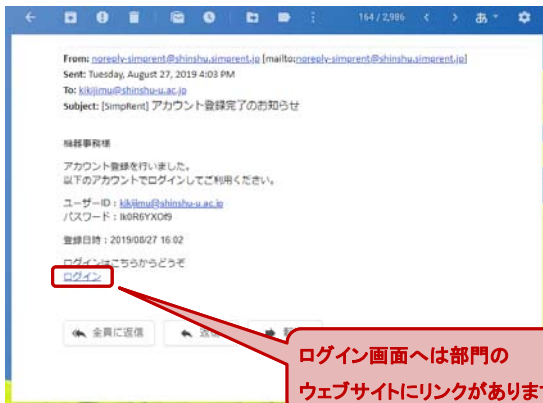 164 / 2,986
あ
From: noreply-simprent@shinshu.simprent.jp [mailto:noreply-simprent@shinshu.simprent.jp]
Sent: Tuesday, August 27, 2019 4:03 PM
To: kikijimu@shinshu-u.ac.jp
Subject: [SimpRent] アカウント登録完了のお知らせ
機器事務様
アカウント登録を行いました。
以下のアカウントでログインしてご利用ください。
ユーザーID : kikijimu@shinshu-u.ac.jp
パスワード : Ik0R6YXOf9
登録日時 : 2019/08/27 16:02
ログインはこちらからどうぞ
ログイン
全員に返信
ログイン画面へは部門の
ウェブサイトにリンクがあります